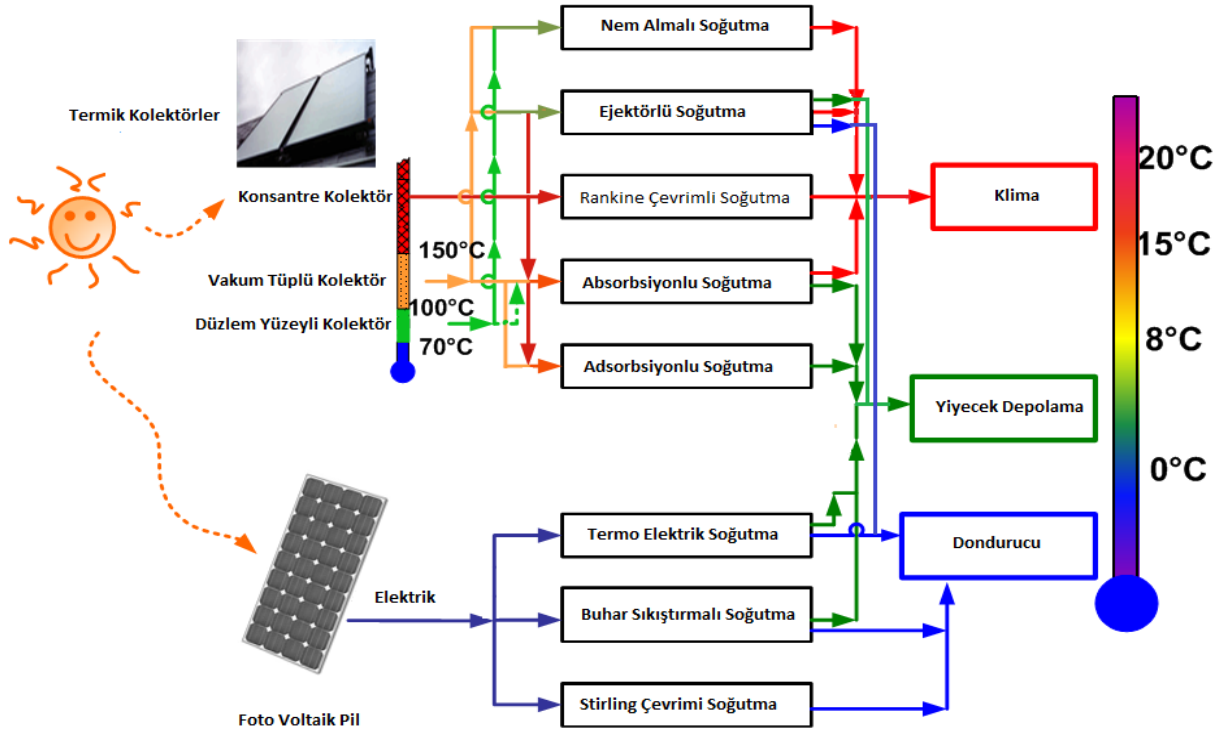 Termik Kolektörler
Konsantre Kolektör
150°C
Vakum Tüplü Kolektör
100°C
Düzlem Yüzeyli Kolektör
70°C
Nem Almalı Soğutma
Ejektörlü Soğutma
Rankine Çevrimli Soğutma
Absorbsiyonlu Soğutma
Adsorbsiyonlu Soğutma
Klima
Yiyecek Depolama
Dondurucu
20°C
15°C
8°C
0°C
Foto Voltaik Pil
Elektrik
Termo Elektrik Soğutma
Buhar Sıkıştırmalı Soğutma
Stirling Çevrimi Soğutma